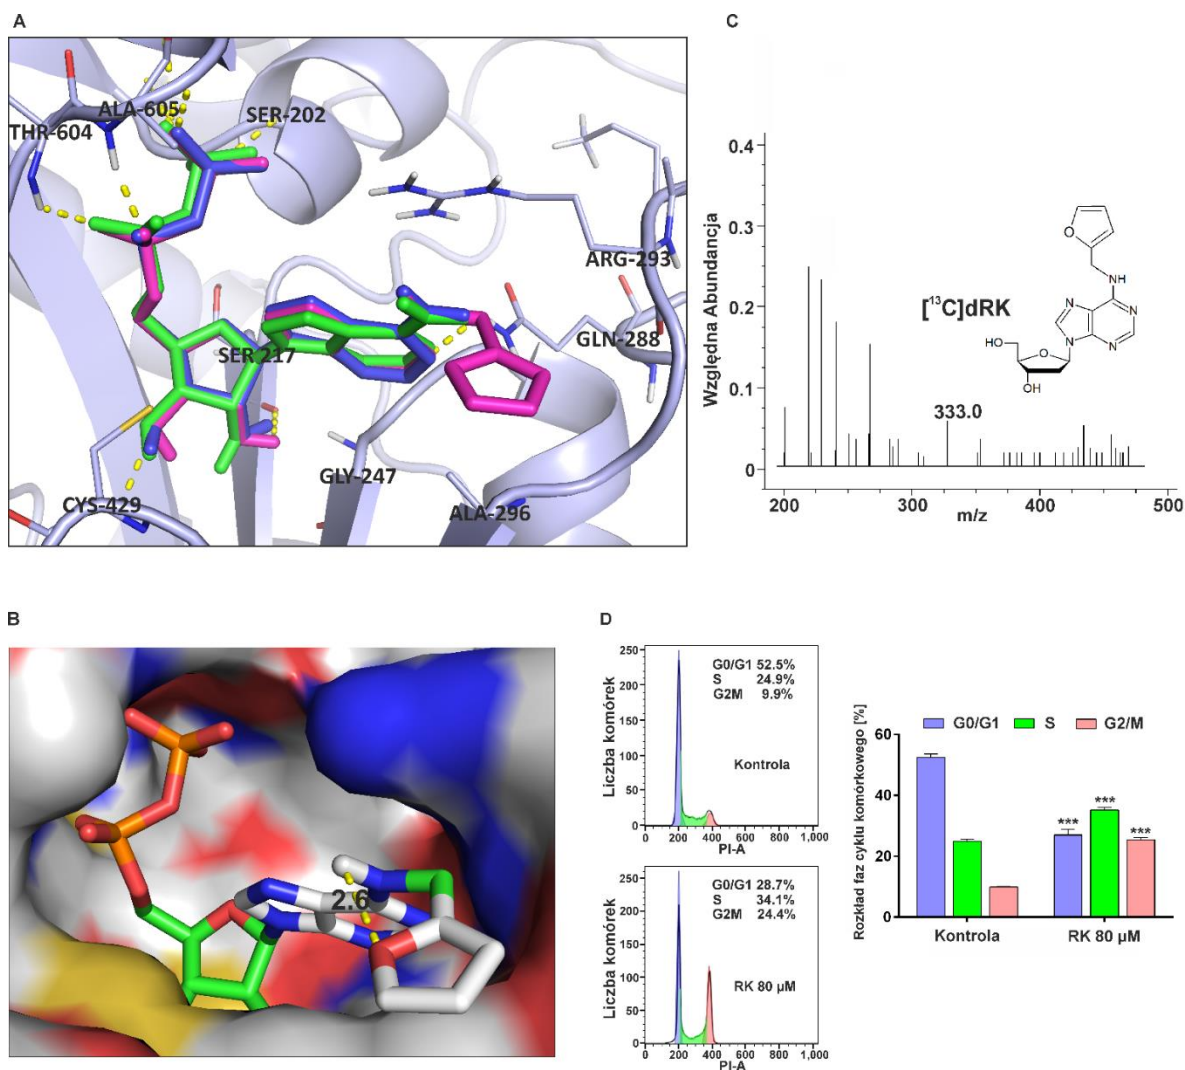 A
THR-604
ALA-605
SER-202
ARG-293
GLN-288
SER 217
GLY-247
CYS-429
ALA-296
C
Względna Abundancja
0.4
0.3
0.2
0.1
0
[¹³C]dRK
333.0
O
NH
N
N
N
N
HO
O
OH
200
300
400
500
m/z
B
2.6
D
Liczba komórek
250
200
150
100
50
0
G0/G1 52.5%
S 24.9%
G2M 9.9%
Kontrola
0 200 400 600 800 1,000
PI-A
Liczba komórek
250
200
150
100
50
0
G0/G1 28.7%
S 34.1%
G2M 24.4%
RK 80 µM
0 200 400 600 800 1,000
PI-A
G0/G1 S G2/M
Rozkład faz cyklu komórkowego [%]
60
40
20
0
*** *** ***
Kontrola RK 80 µM